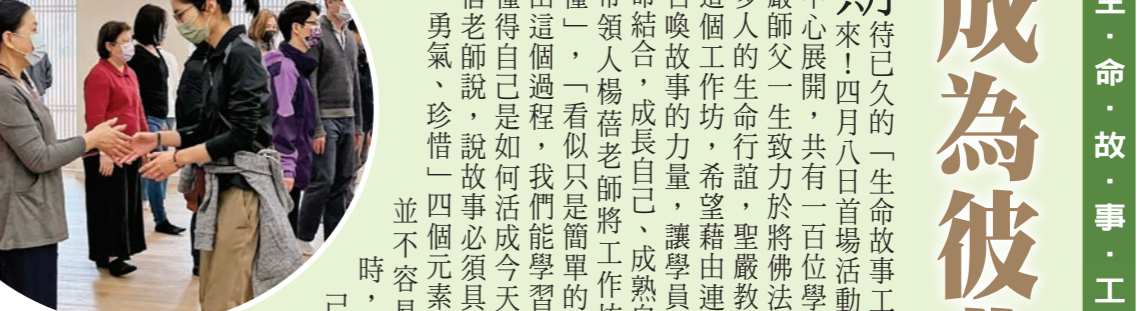 生．命．故．事．工
成為彼
期待已久的「生命故事工
來！四月八日首場活動
中心展開，共有一百位學
嚴師父一生致力於將佛法
多人的生命行誼，聖嚴教
這個工作坊，希望藉由連
召喚故事的力量，讓學員
命結合，成長自己、成熟
帶領人楊蓓老師將工作
懂」，「看似只是簡單的
由這個過程，我們能學習
懂得自己是如何活成今天
蓓老師說，說故事必須具
勇氣、珍惜」四個元素
並不容易
時，
己